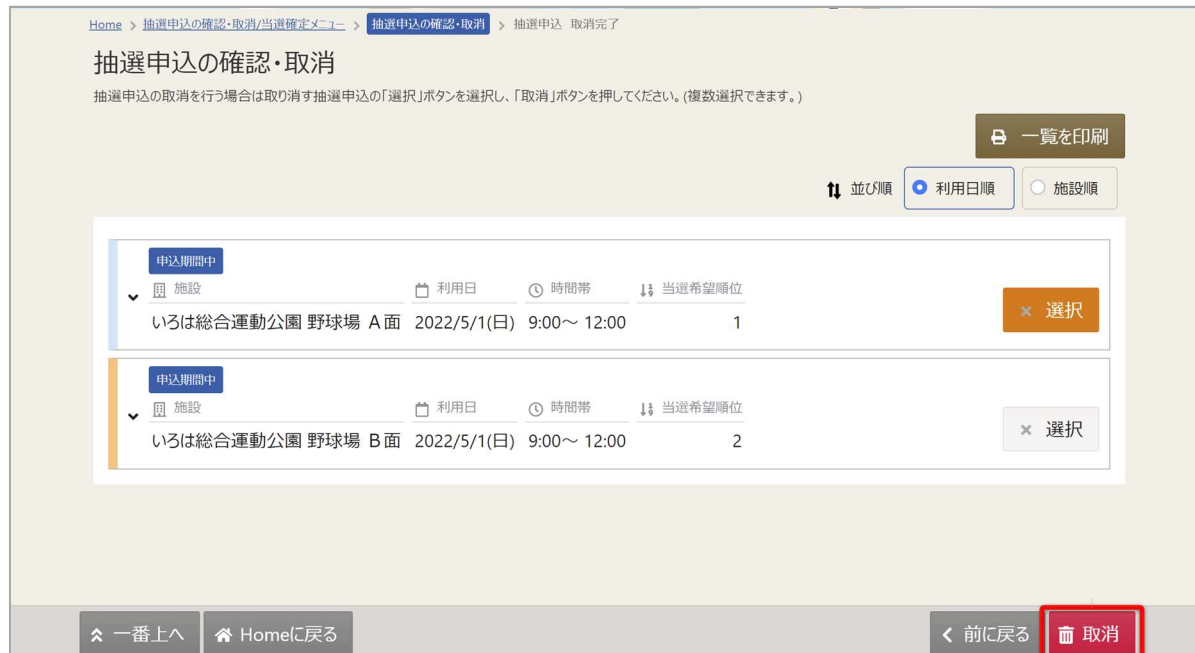 Home > 抽選申込の確認・取消/当選確定メニュー > 抽選申込の確認・取消 > 抽選申込 取消完了
抽選申込の確認・取消
抽選申込の取消を行う場合は取り消す抽選申込の「選択」ボタンを選択し、「取消」ボタンを押してください。(複数選択できます。)
一覧を印刷
並び順 利用日順 施設順
申込期間中
施設 利用日 時間帯 当選希望順位
いろは総合運動公園 野球場 A面 2022/5/1(日) 9:00～ 12:00 1
× 選択
申込期間中
施設 利用日 時間帯 当選希望順位
いろは総合運動公園 野球場 B面 2022/5/1(日) 9:00～ 12:00 2
× 選択
一番上へ Homeに戻る 前に戻る 取消